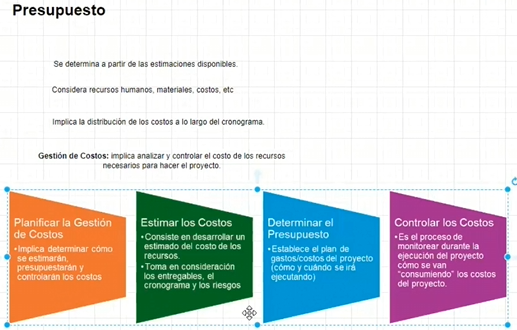 Presupuesto
Se determina a partir de las estimaciones disponibles.
Considera recursos humanos, materiales, costos, etc
Implica la distribución de los costos a lo largo del cronograma.
Gestión de Costos: implica analizar y controlar el costo de los recursos
necesarios para hacer el proyecto.
Planificar la Gestión
de Costos
•Implica determinar cómo
se estimarán,
presupuestarán y
controlarán los costos
Estimar los Costos
•Consiste en desarrollar un
estimado del costo de los
recursos.
•Toma en consideración
los entregables, el
cronograma y los riesgos
Determinar el
Presupuesto
•Establece el plan de
gastos/costos del proyecto
(cómo y cuándo se irá
ejecutando)
Controlar los Costos
•Es el proceso de
monitorear durante la
ejecución del proyecto
cómo se van
"consumiendo" los costos
del proyecto.